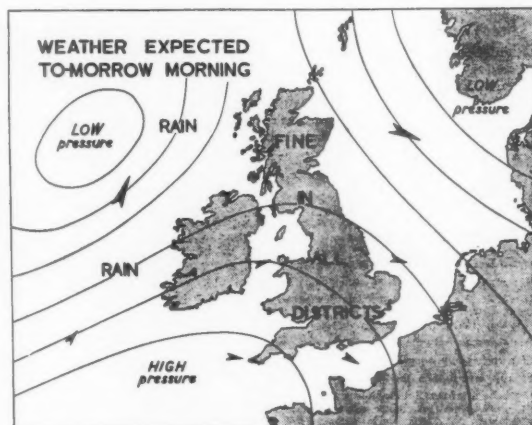 WEATHER EXPECTED
TO-MORROW MORNING
LOW
pressure
RAIN
LOW
pressure
FINE
IN
ALL
DISTRICTS
RAIN
HIGH
pressure